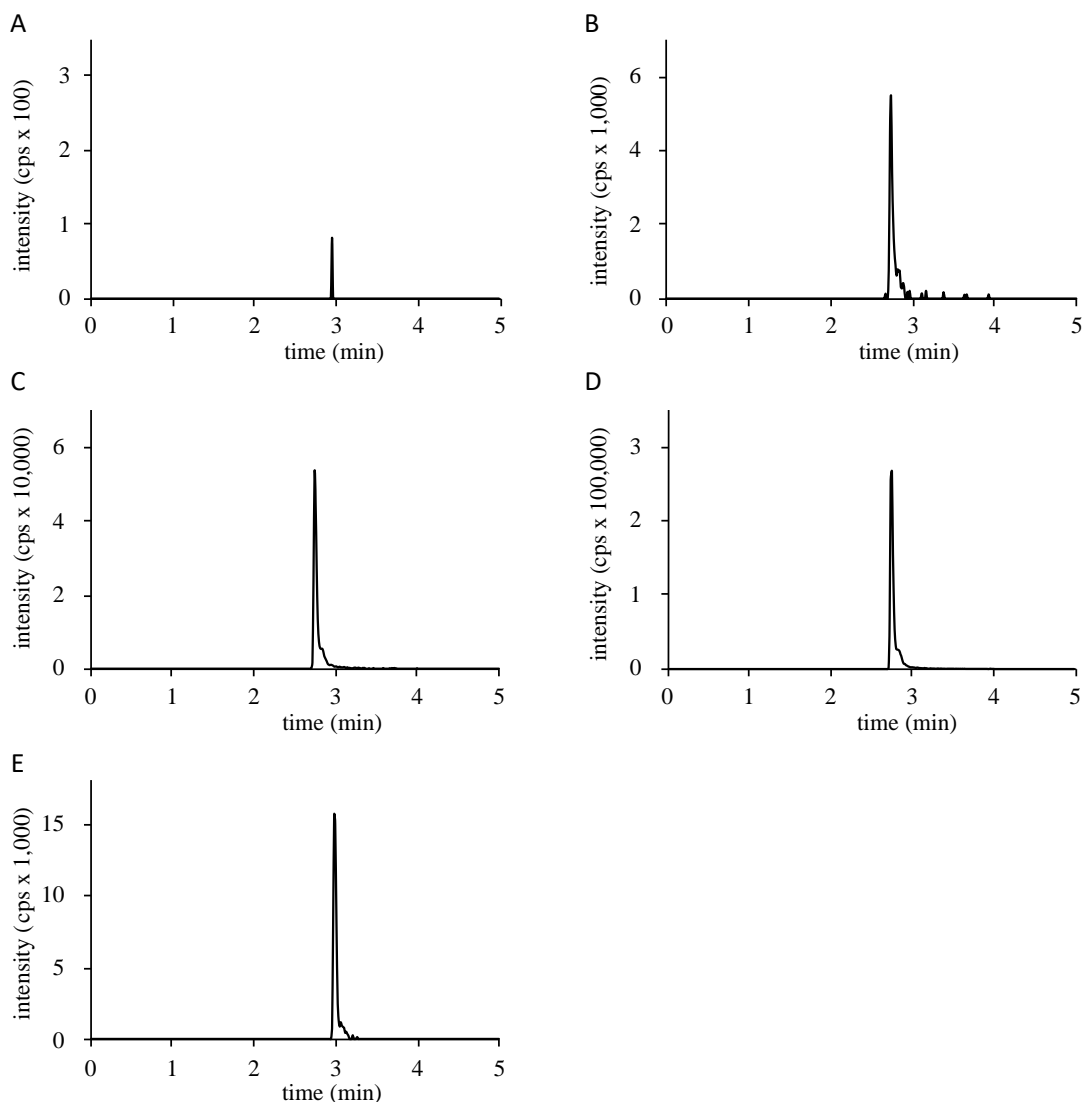 A
intensity (cps x 100)
3
2
1
0
0 1 2 3 4 5
time (min)
B
intensity (cps x 1,000)
6
4
2
0
0 1 2 3 4 5
time (min)
C
intensity (cps x 10,000)
6
4
2
0
0 1 2 3 4 5
time (min)
D
intensity (cps x 100,000)
3
2
1
0
0 1 2 3 4 5
time (min)
E
intensity (cps x 1,000)
15
10
5
0
0 1 2 3 4 5
time (min)